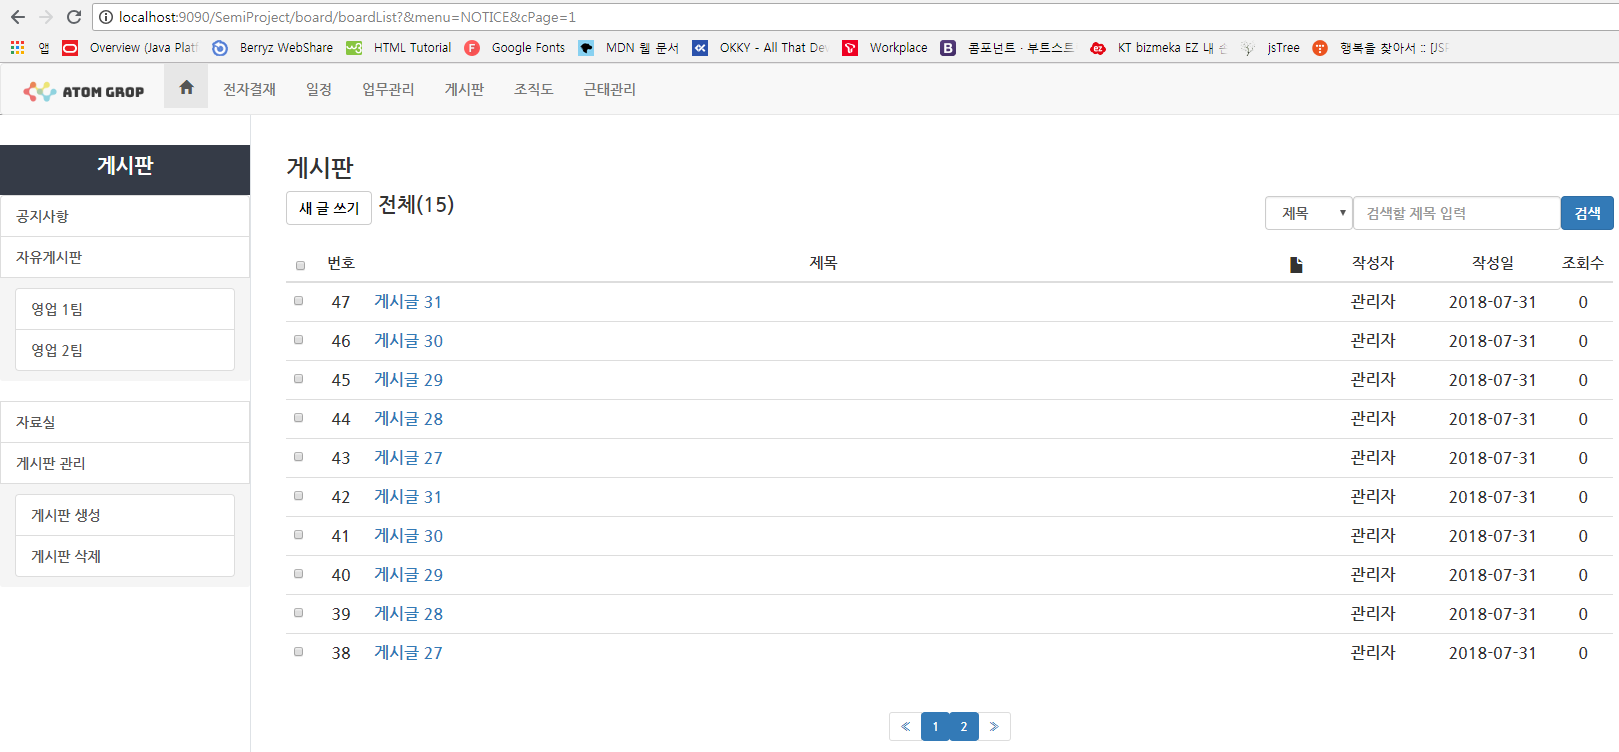 localhost:9090/SemiProject/board/boardList?&menu=NOTICE&cPage=1
앱 Overview (Java Platf Berryz WebShare HTML Tutorial Google Fonts MDN 웹 문서 OKKY - All That Dev Workplace 콤포넌트 · 부트스트 KT bizmeka EZ 내 jsTree 행복을 찾아서 :: [JSP
ATOM GROP 전자결재 일정 업무관리 게시판 조직도 근태관리
게시판
공지사항
자유게시판
영업 1팀
영업 2팀
자료실
게시판 관리
게시판 생성
게시판 삭제
게시판
새 글 쓰기 전체(15) 제목 검색할 제목 입력 검색
번호 제목 작성자 작성일 조회수
47 게시글 31 관리자 2018-07-31 0
46 게시글 30 관리자 2018-07-31 0
45 게시글 29 관리자 2018-07-31 0
44 게시글 28 관리자 2018-07-31 0
43 게시글 27 관리자 2018-07-31 0
42 게시글 31 관리자 2018-07-31 0
41 게시글 30 관리자 2018-07-31 0
40 게시글 29 관리자 2018-07-31 0
39 게시글 28 관리자 2018-07-31 0
38 게시글 27 관리자 2018-07-31 0
≪ 1 2 ≫